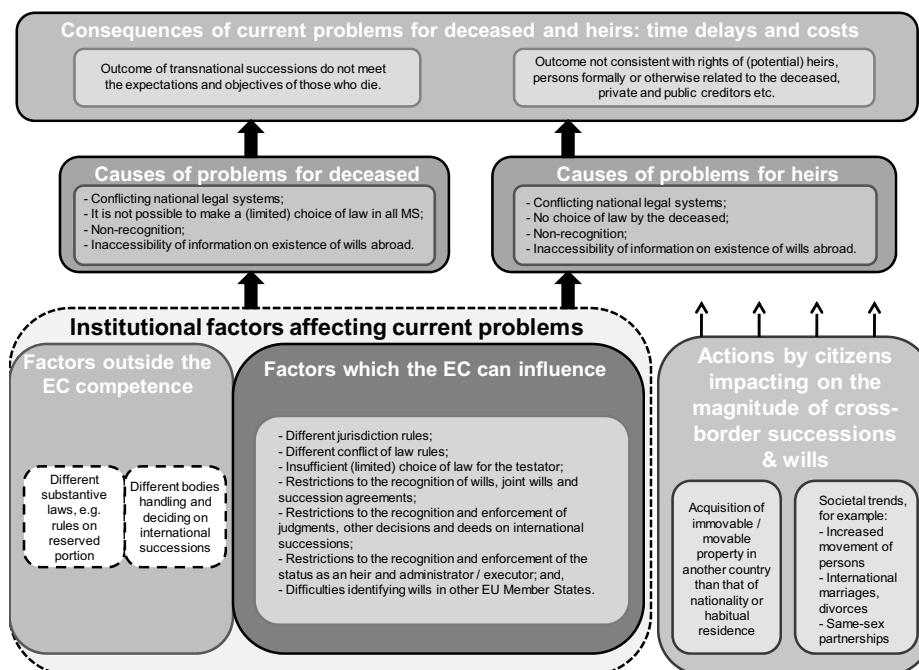 Consequences of current problems for deceased and heirs: time delays and costs
Outcome of transnational successions do not meet
the expectations and objectives of those who die.
Outcome not consistent with rights of (potential) heirs,
persons formally or otherwise related to the deceased,
private and public creditors etc.
Causes of problems for deceased
- Conflicting national legal systems;
- It is not possible to make a (limited) choice of law in all MS;
- Non-recognition;
- Inaccessibility of information on existence of wills abroad.
Causes of problems for heirs
- Conflicting national legal systems;
- No choice of law by the deceased;
- Non-recognition;
- Inaccessibility of information on existence of wills abroad.
Institutional factors affecting current problems
Factors outside the
EC competence
Different
substantive
laws, e.g.
rules on
reserved
portion
Different bodies
handling and
deciding on
international
successions
Factors which the EC can influence
- Different jurisdiction rules;
- Different conflict of law rules;
- Insufficient (limited) choice of law for the testator;
- Restrictions to the recognition of wills, joint wills and
succession agreements;
- Restrictions to the recognition and enforcement of
judgments, other decisions and deeds on international
successions;
- Restrictions to the recognition and enforcement of the
status as an heir and administrator / executor; and,
- Difficulties identifying wills in other EU Member States.
Actions by citizens
impacting on the
magnitude of cross-
border successions
& wills
Acquisition of
immovable /
movable
property in
another country
than that of
nationality or
habitual
residence
Societal trends,
for example:
- Increased
movement of
persons
- International
marriages,
divorces
- Same-sex
partnerships